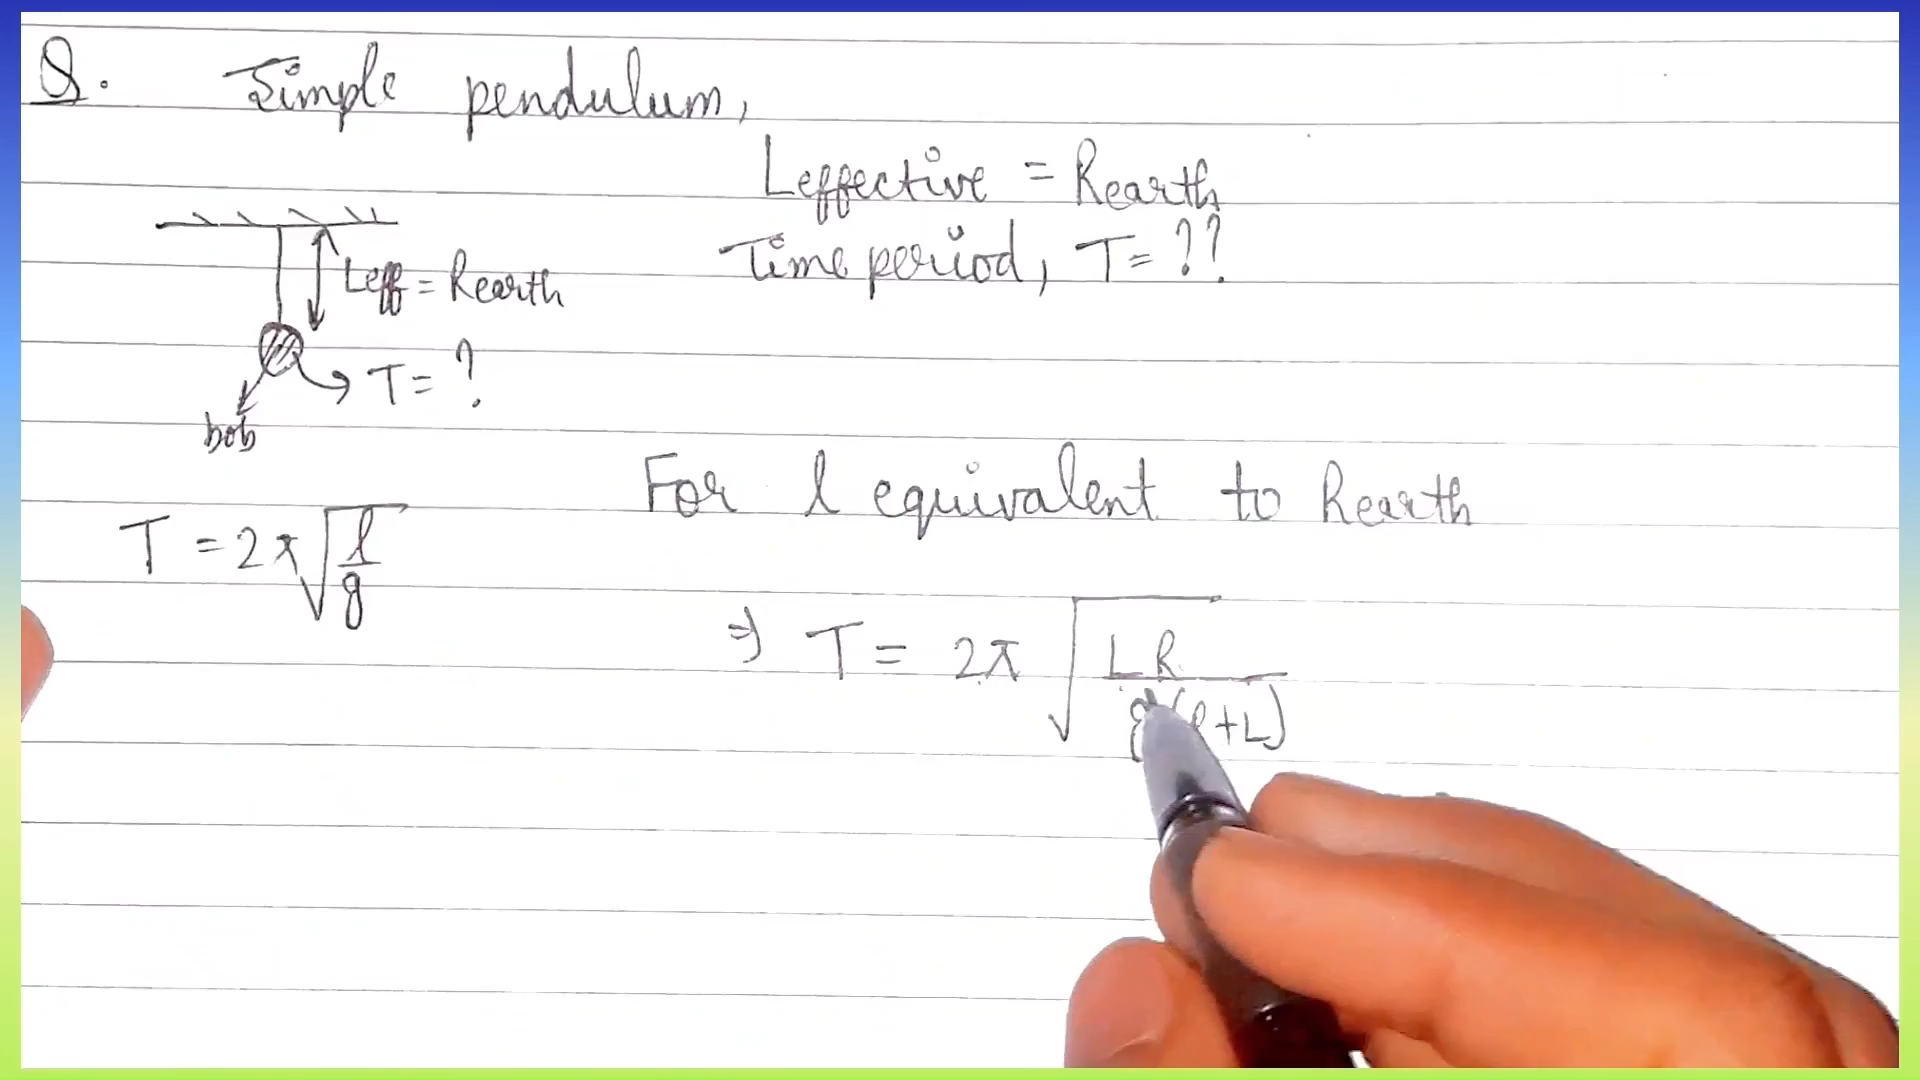 Q. Simple pendulum,
Leffective = Rearth
Time period, T = ??
Leff = Rearth
T = ?
bob
For l equivalent to Rearth
T = 2π√(l/g)
⇒ T = 2π√(LR/g(R+L))